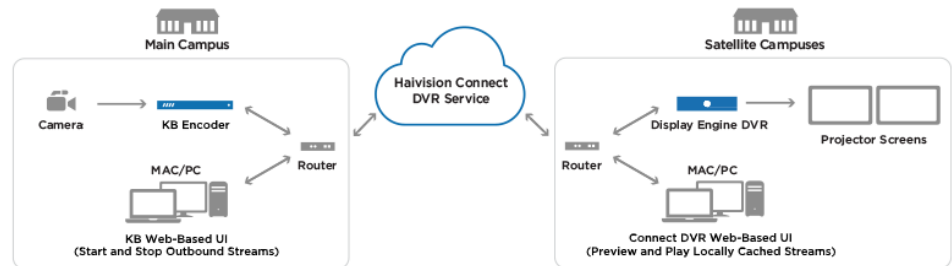 Main Campus
Camera
KB Encoder
Router
MAC/PC
KB Web-Based UI
(Start and Stop Outbound Streams)
Haivision Connect
DVR Service
Satellite Campuses
Router
Display Engine DVR
Projector Screens
MAC/PC
Connect DVR Web-Based UI
(Preview and Play Locally Cached Streams)